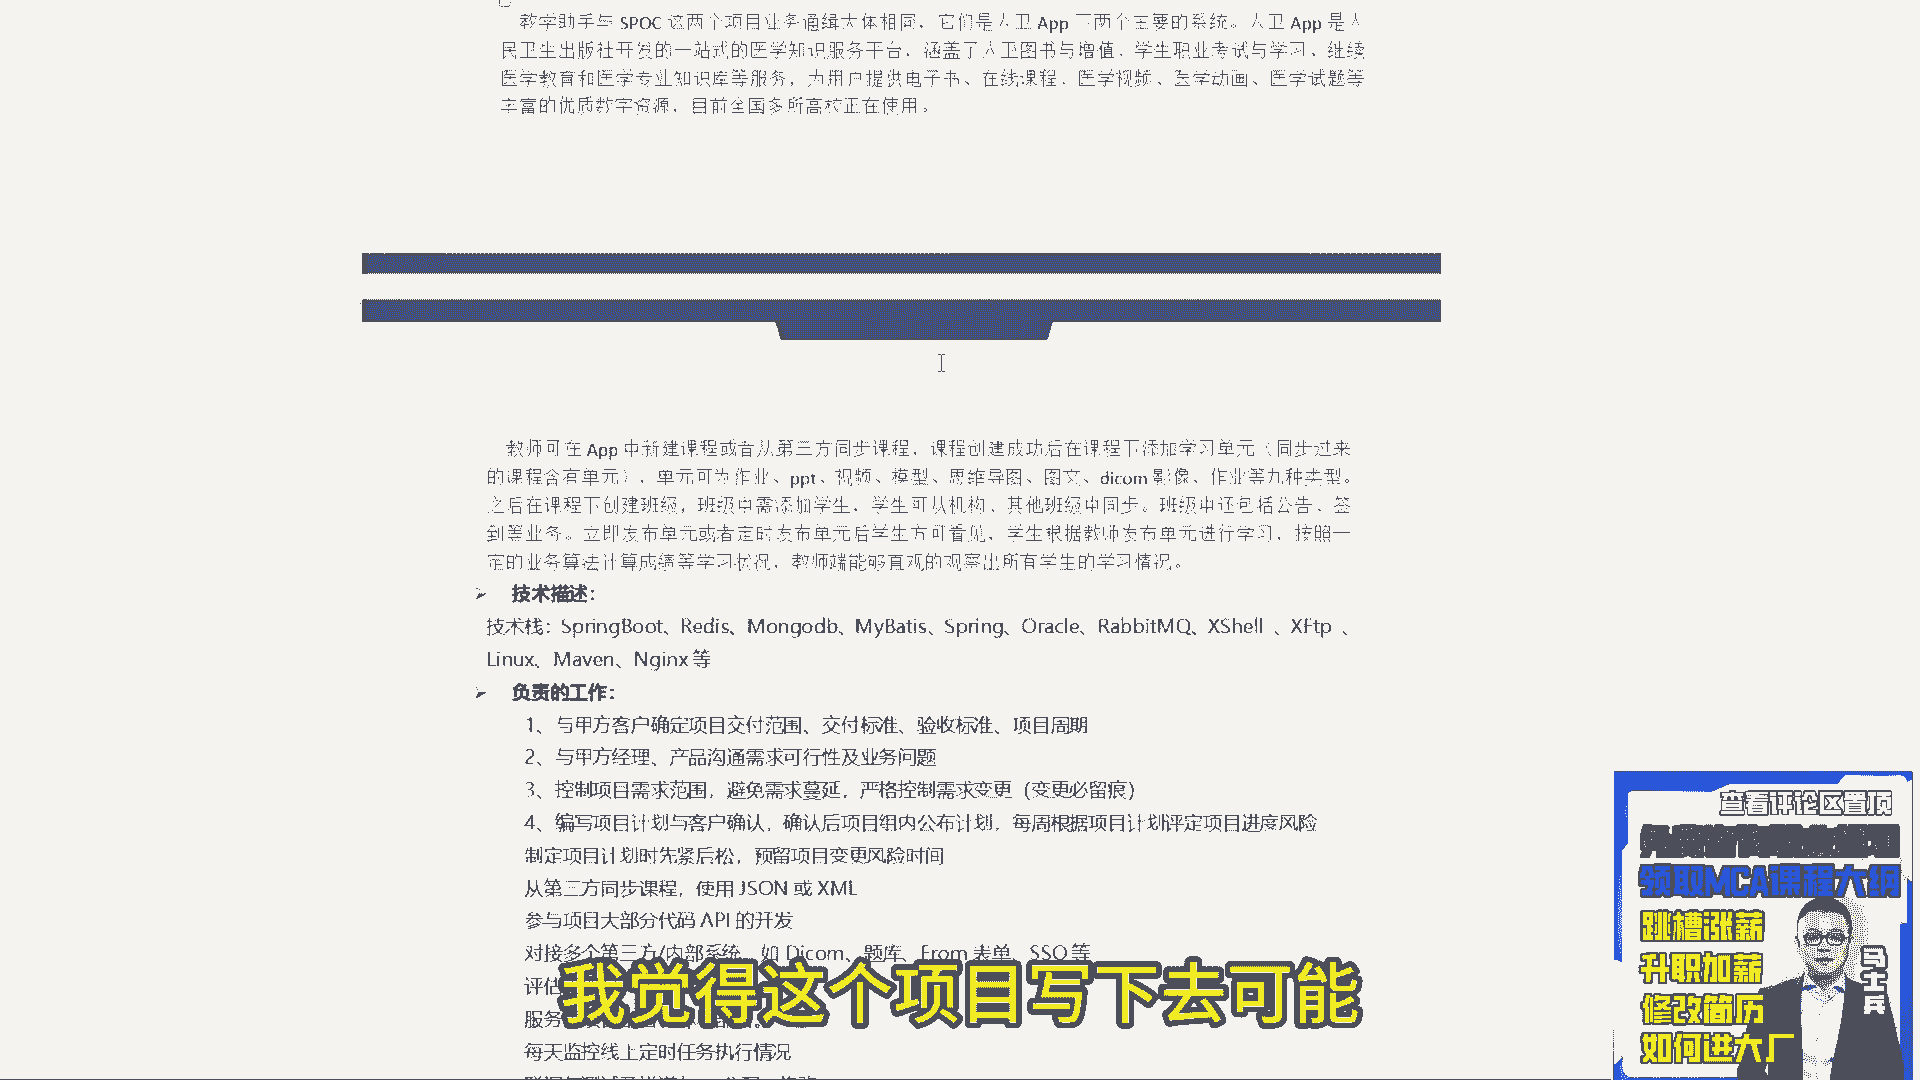 教学助手与 SPOC 这两个项目业务逻辑大体相同，它们是人卫 App 下两个主要的系统。人卫 App 是人
民卫生出版社开发的一站式的医学知识服务平台，涵盖了人卫图书与增值，学生职业考试与学习，继续
医学教育和医学专业知识库等服务，为用户提供电子书、在线课程，医学视频、医学动画、医学试题等
丰富的优质数字资源，目前全国多所高校正在使用。
教师可在 App 中新建课程或者从第三方同步课程，课程创建成功后在课程下添加学习单元（同步过来
的课程含有单元），单元可为作业、ppt、视频、模型、思维导图、图文、dicom 影像、作业等九种类型。
之后在课程下创建班级，班级中需添加学生，学生可从机构、其他班级中同步。班级中还包括公告、签
到等业务。立即发布单元或者定时发布单元后学生方可看见，学生根据教师发布单元进行学习，按照一
定的业务算法计算成绩等学习状况，教师端能够直观的观察出所有学生的学习情况。
➢ 技术描述：
技术栈：SpringBoot、Redis、Mongodb、MyBatis、Spring、Oracle、RabbitMQ、XShell 、XFtp 、
Linux、Maven、Nginx 等
➢ 负责的工作：
1、与甲方客户确定项目交付范围、交付标准、验收标准、项目周期
2、与甲方经理、产品沟通需求可行性及业务问题
3、控制项目需求范围，避免需求蔓延，严格控制需求变更（变更必留痕）
4、编写项目计划与客户确认，确认后项目组内公布计划，每周根据项目计划评定项目进度风险
制定项目计划时先紧后松，预留项目变更风险时间
从第三方同步课程，使用 JSON 或 XML
参与项目大部分代码 API 的开发
对接多个第三方/内部系统，如 Dicom、题库、From 表单、SSO 等
评估
服务
每天监控线上定时任务执行情况
我觉得这个项目写下去可能
查看评论区置顶
领取MCA课程大纲
跳槽涨薪
升职加薪
修改简历
如何进大厂
马士兵